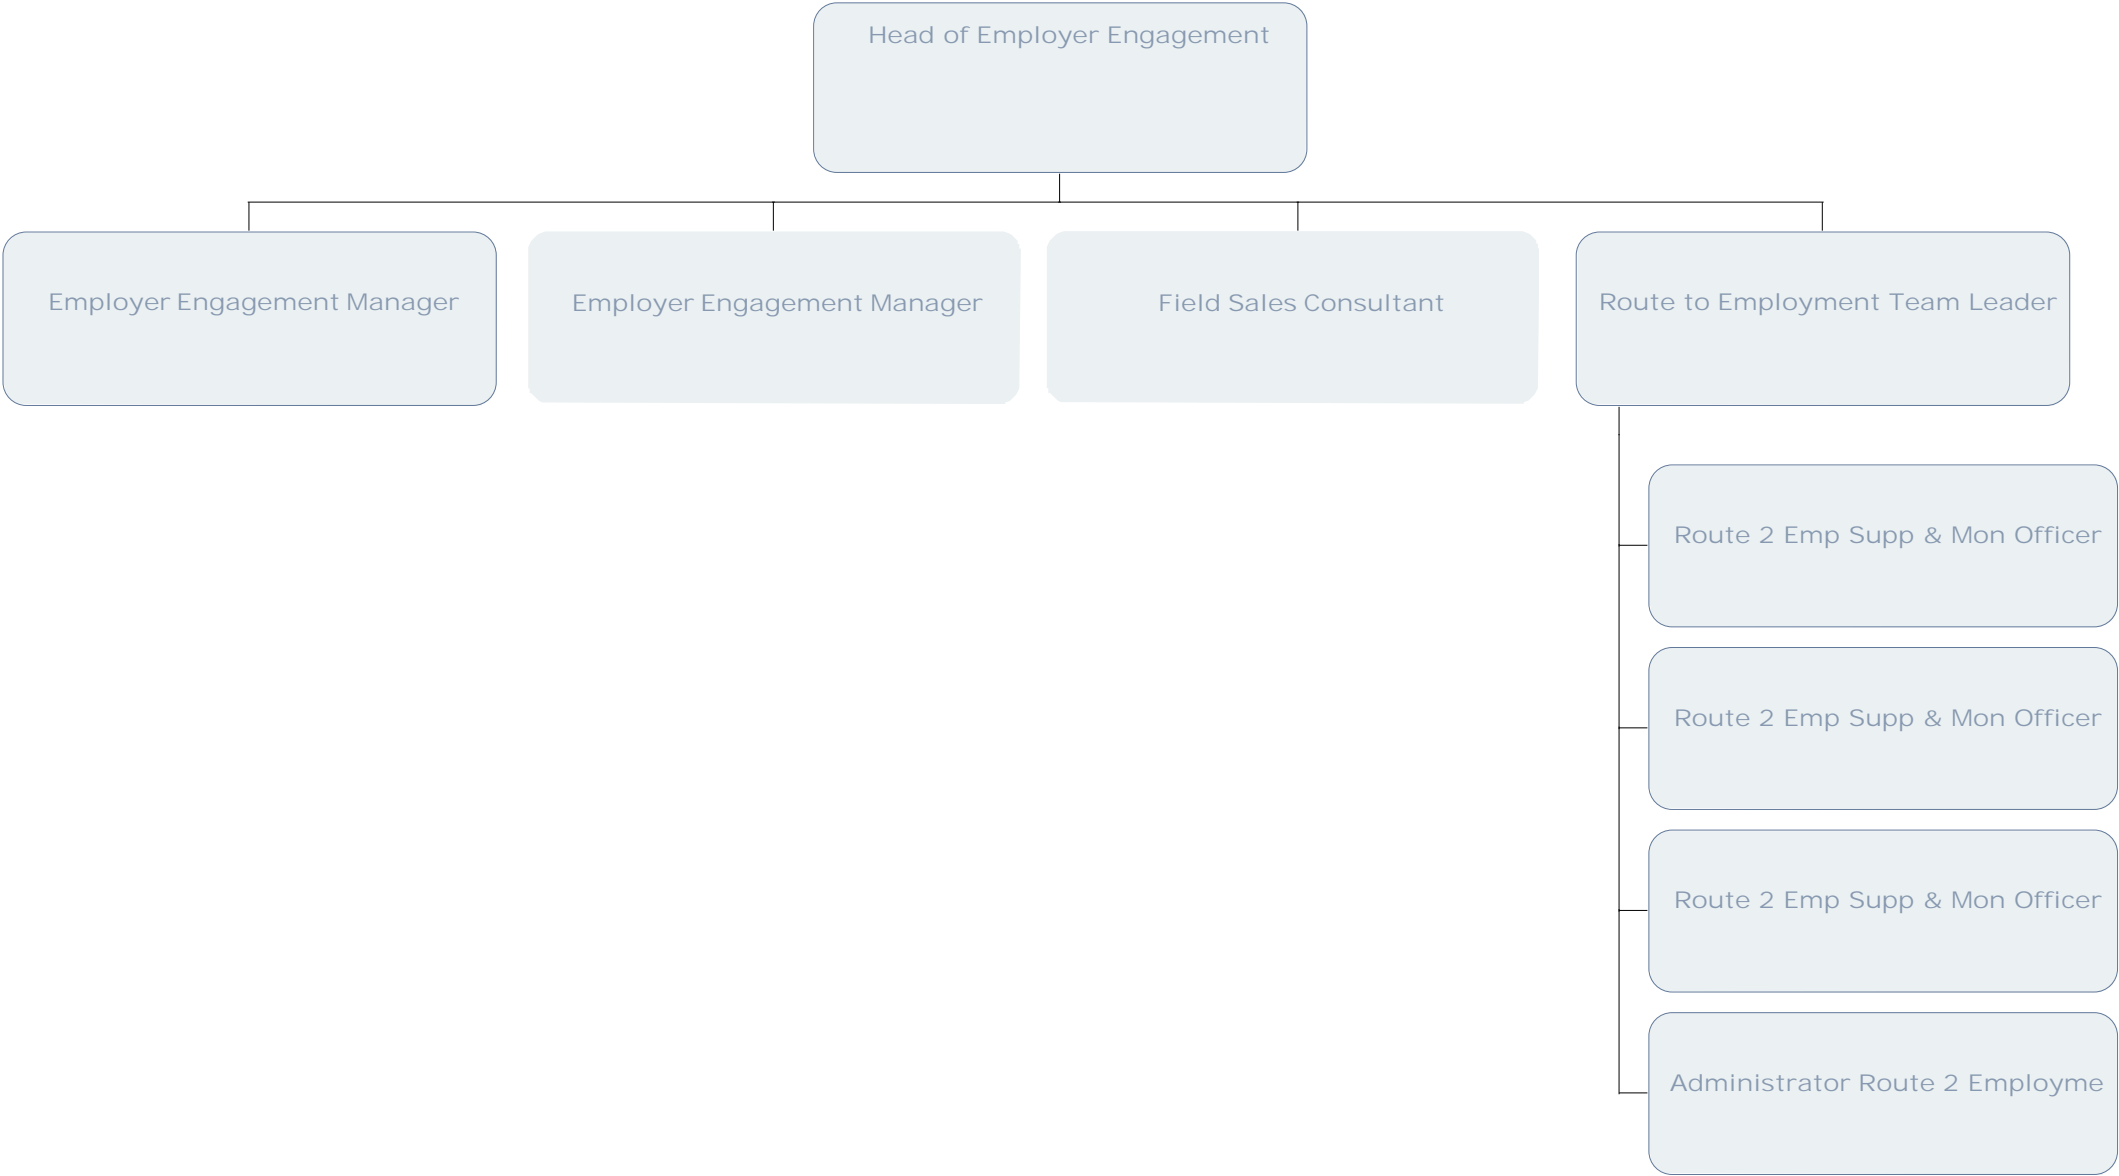 Head of Employer Engagement
Employer Engagement Manager
Employer Engagement Manager
Field Sales Consultant
Route to Employment Team Leader
Route 2 Emp Supp & Mon Officer
Route 2 Emp Supp & Mon Officer
Route 2 Emp Supp & Mon Officer
Administrator Route 2 Employme